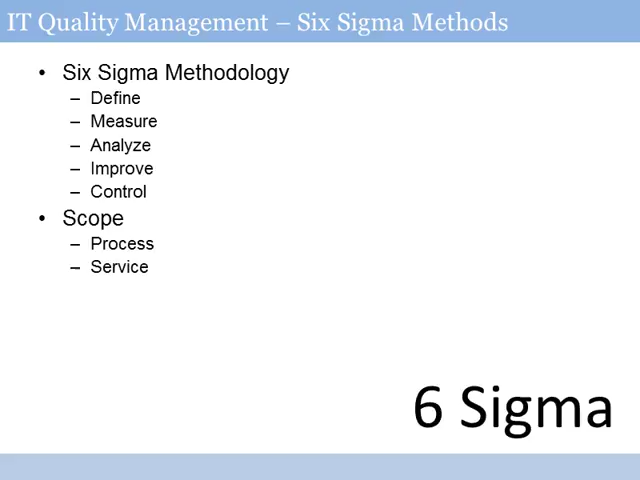 IT Quality Management – Six Sigma Methods
• Six Sigma Methodology
– Define
– Measure
– Analyze
– Improve
– Control
• Scope
– Process
– Service
6 Sigma